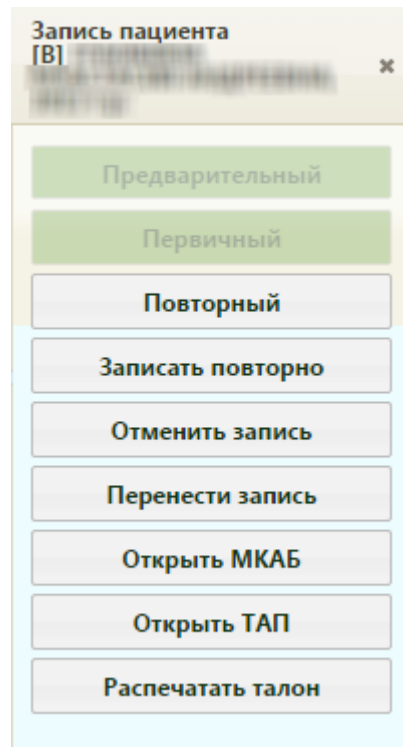 Запись пациента
[В]
Предварительный
Первичный
Повторный
Записать повторно
Отменить запись
Перенести запись
Открыть МКАБ
Открыть ТАП
Распечатать талон